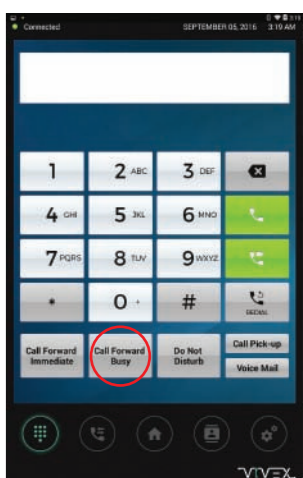 Connected SEPTEMBER 05, 2016 3:19 AM
1 2 ABC 3 DEF
4 GHI 5 JKL 6 MNO
7 PQRS 8 TUV 9 WXYZ
* 0 + # REDIAL
Call Forward Immediate
Call Forward Busy
Do Not Disturb
Call Pick-up
Voice Mail
VIVEX